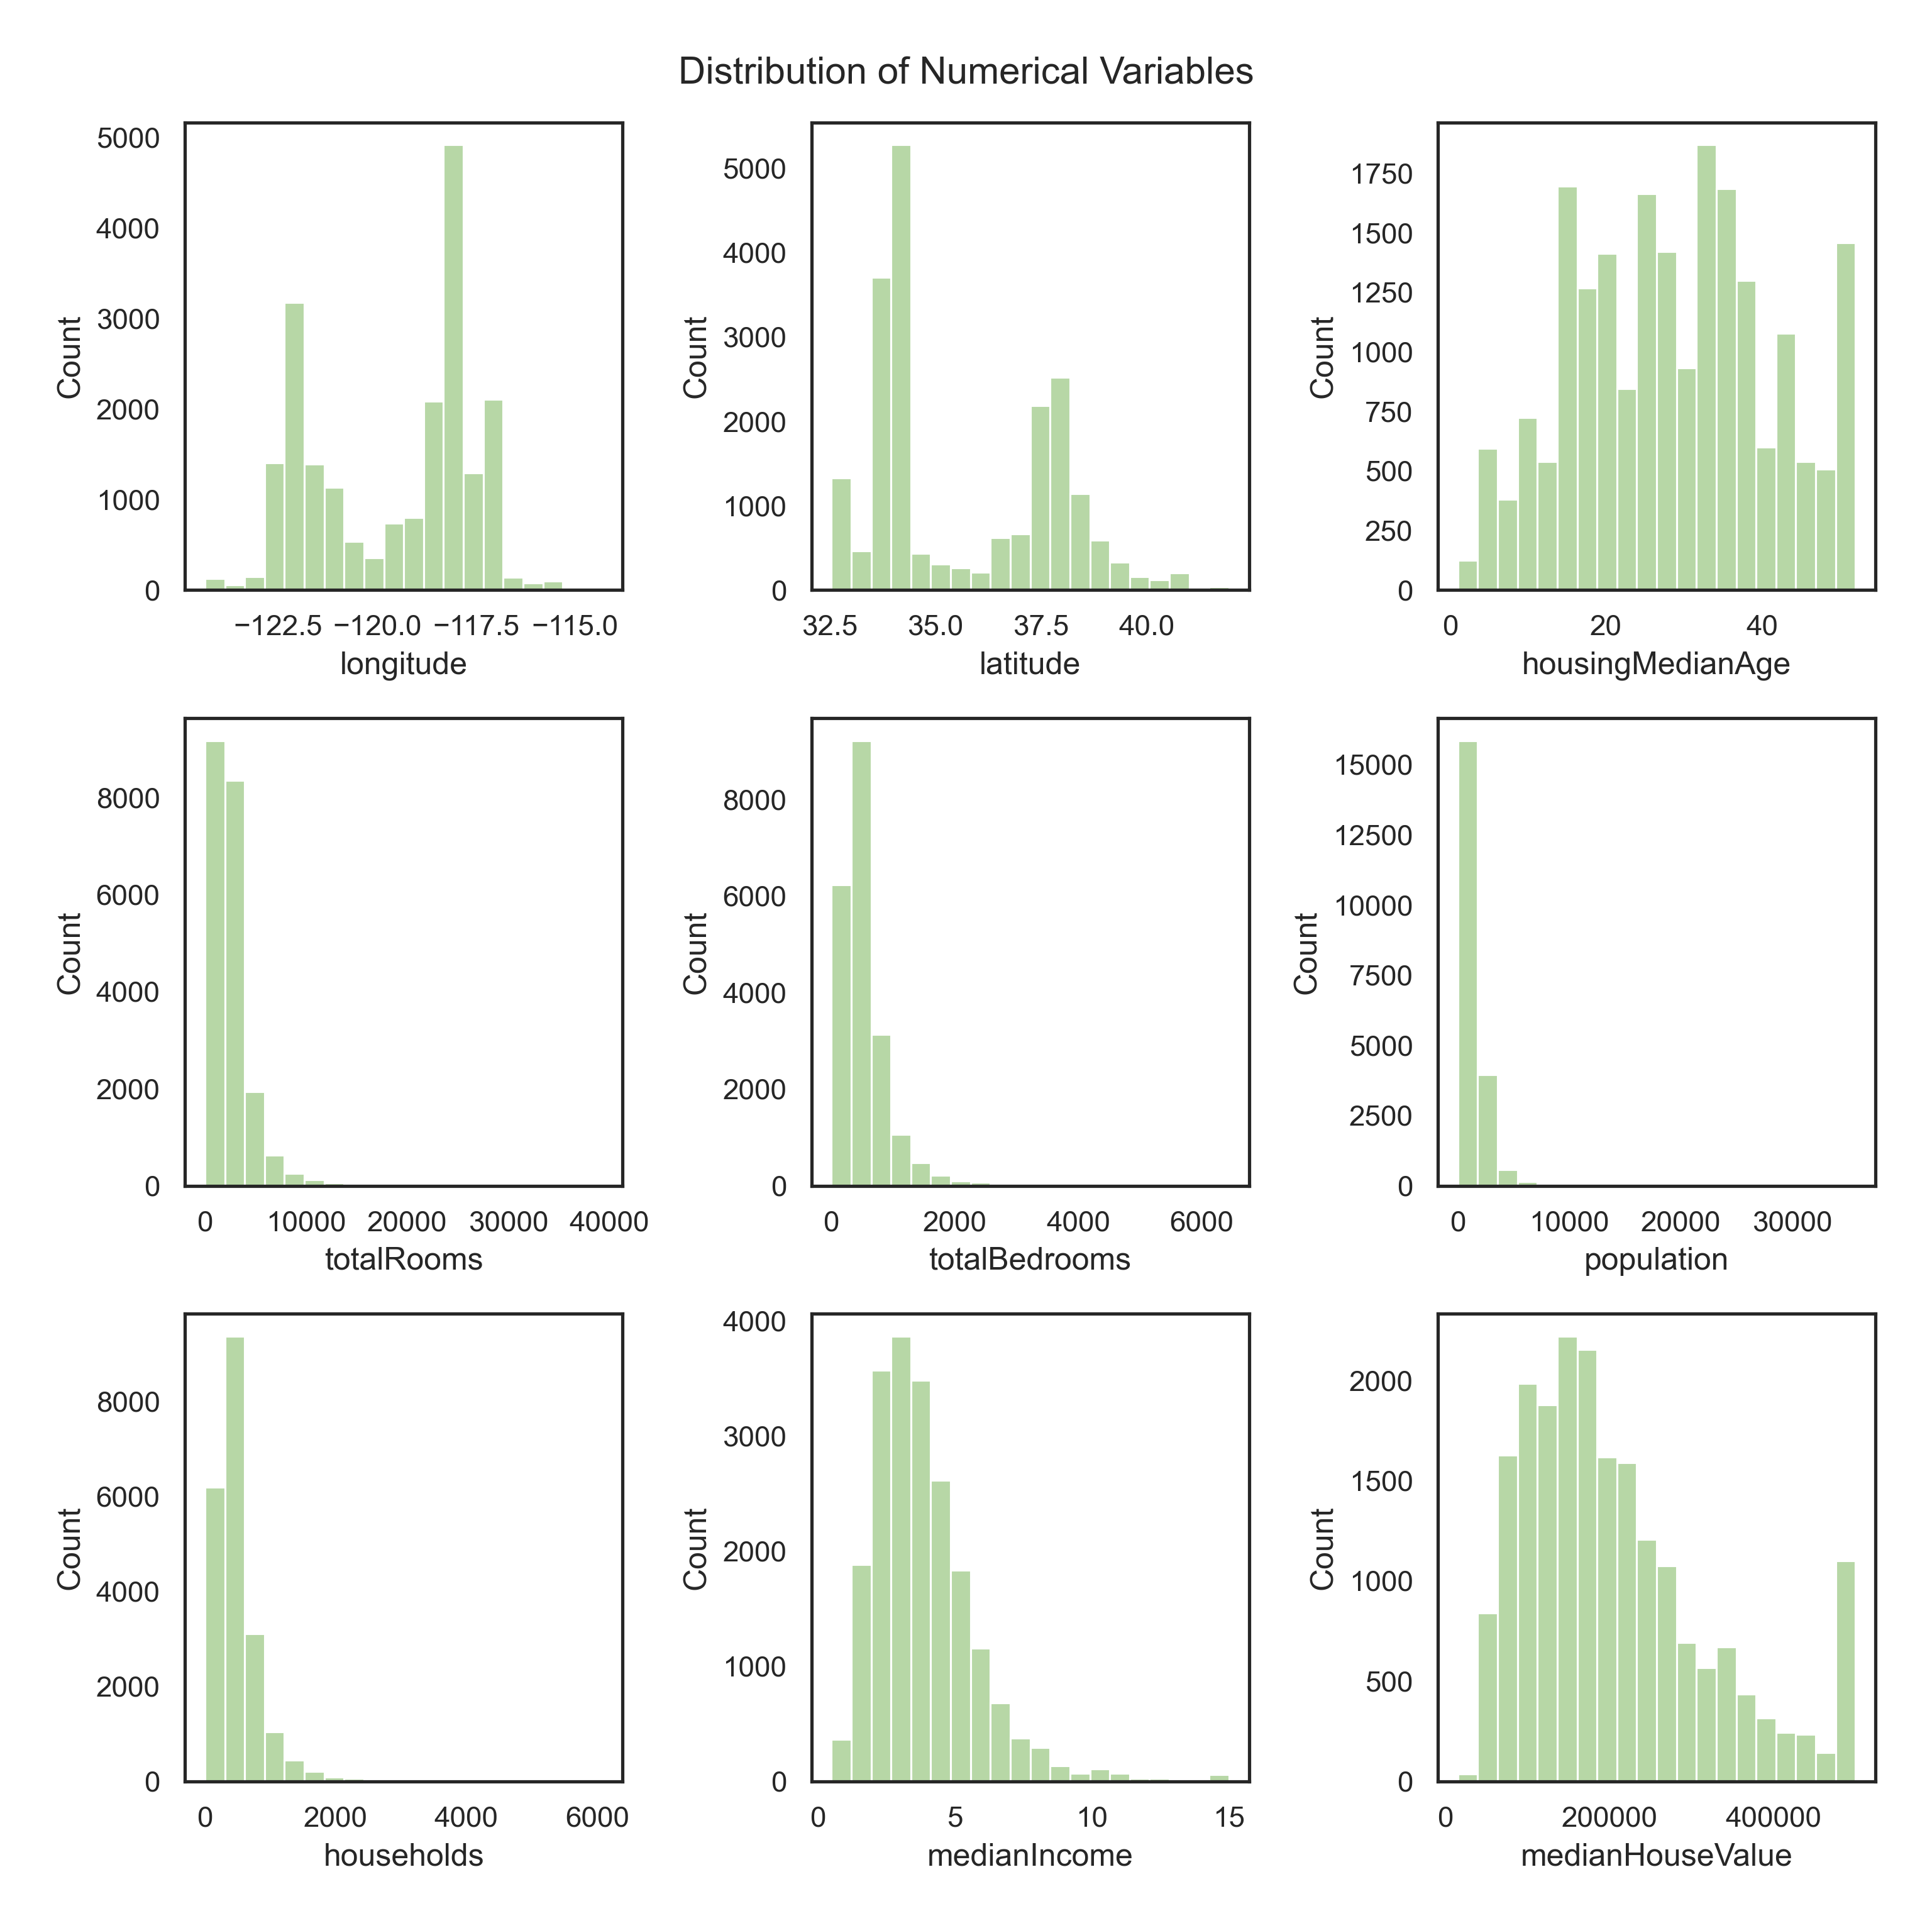 Distribution of Numerical Variables
5000
4000
3000
2000
1000
0
Count
−122.5 −120.0 −117.5 −115.0
longitude
5000
4000
3000
2000
1000
0
Count
32.5 35.0 37.5 40.0
latitude
1750
1500
1250
1000
750
500
250
0
Count
0 20 40
housingMedianAge
8000
6000
4000
2000
0
Count
0 10000 20000 30000 40000
totalRooms
8000
6000
4000
2000
0
Count
0 2000 4000 6000
totalBedrooms
15000
12500
10000
7500
5000
2500
0
Count
0 10000 20000 30000
population
8000
6000
4000
2000
0
Count
0 2000 4000 6000
households
4000
3000
2000
1000
0
Count
0 5 10 15
medianIncome
2000
1500
1000
500
0
Count
0 200000 400000
medianHouseValue